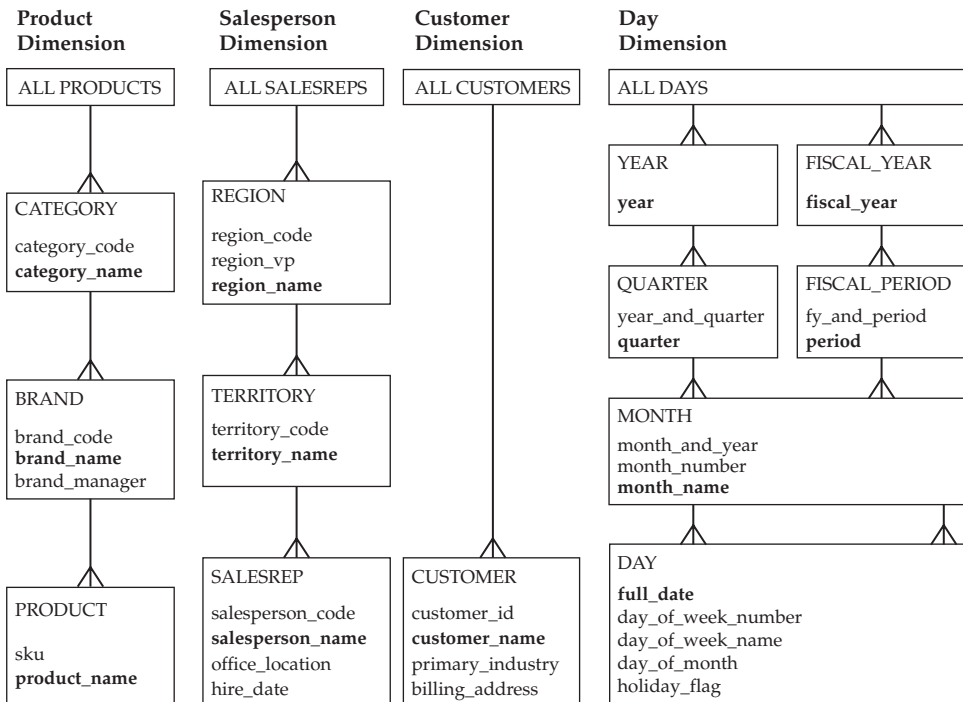 Product
Dimension
ALL PRODUCTS
CATEGORY
category_code
category_name
BRAND
brand_code
brand_name
brand_manager
PRODUCT
sku
product_name
Salesperson
Dimension
ALL SALESREPS
REGION
region_code
region_vp
region_name
TERRITORY
territory_code
territory_name
SALESREP
salesperson_code
salesperson_name
office_location
hire_date
Customer
Dimension
ALL CUSTOMERS
CUSTOMER
customer_id
customer_name
primary_industry
billing_address
Day
Dimension
ALL DAYS
YEAR
year
QUARTER
year_and_quarter
quarter
FISCAL_YEAR
fiscal_year
FISCAL_PERIOD
fy_and_period
period
MONTH
month_and_year
month_number
month_name
DAY
full_date
day_of_week_number
day_of_week_name
day_of_month
holiday_flag